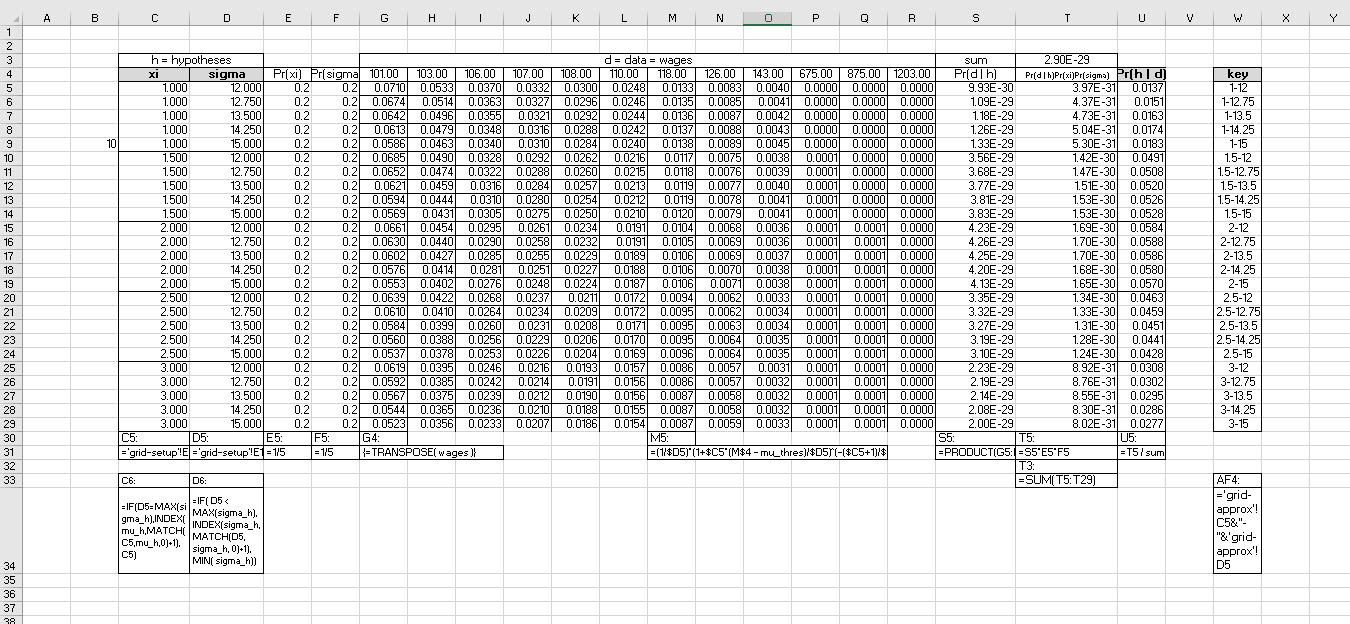 A B C D E F G H I J K L M N O P Q R S T U V W X Y
1
2
3 h = hypotheses d = data = wages sum 2.90E-29
4 xi sigma Pr(xi) Pr(sigma 101.00 103.00 106.00 107.00 108.00 110.00 118.00 126.00 143.00 675.00 875.00 1203.00 Pr(d | h) Pr(d | h)Pr(xi)Pr(sigma) Pr(h | d) key
5 1.000 12.000 0.2 0.2 0.0710 0.0533 0.0370 0.0332 0.0300 0.0248 0.0133 0.0083 0.0040 0.0000 0.0000 0.0000 9.93E-30 3.97E-31 0.0137 1-12
6 1.000 12.750 0.2 0.2 0.0674 0.0514 0.0363 0.0327 0.0296 0.0246 0.0135 0.0085 0.0041 0.0000 0.0000 0.0000 1.09E-29 4.37E-31 0.0151 1-12.75
7 1.000 13.500 0.2 0.2 0.0642 0.0496 0.0355 0.0321 0.0292 0.0244 0.0136 0.0087 0.0042 0.0000 0.0000 0.0000 1.18E-29 4.73E-31 0.0163 1-13.5
8 1.000 14.250 0.2 0.2 0.0613 0.0479 0.0348 0.0316 0.0288 0.0242 0.0137 0.0088 0.0043 0.0000 0.0000 0.0000 1.26E-29 5.04E-31 0.0174 1-14.25
9 10 1.000 15.000 0.2 0.2 0.0586 0.0463 0.0340 0.0310 0.0284 0.0240 0.0138 0.0089 0.0045 0.0000 0.0000 0.0000 1.33E-29 5.30E-31 0.0183 1-15
10 1.500 12.000 0.2 0.2 0.0685 0.0490 0.0328 0.0292 0.0262 0.0216 0.0117 0.0075 0.0038 0.0001 0.0000 0.0000 3.56E-29 1.42E-30 0.0491 1.5-12
11 1.500 12.750 0.2 0.2 0.0652 0.0474 0.0322 0.0288 0.0260 0.0215 0.0118 0.0076 0.0039 0.0001 0.0000 0.0000 3.68E-29 1.47E-30 0.0508 1.5-12.75
12 1.500 13.500 0.2 0.2 0.0621 0.0459 0.0316 0.0284 0.0257 0.0213 0.0119 0.0077 0.0040 0.0001 0.0000 0.0000 3.77E-29 1.51E-30 0.0520 1.5-13.5
13 1.500 14.250 0.2 0.2 0.0594 0.0444 0.0310 0.0280 0.0254 0.0212 0.0119 0.0078 0.0041 0.0001 0.0000 0.0000 3.81E-29 1.53E-30 0.0526 1.5-14.25
14 1.500 15.000 0.2 0.2 0.0569 0.0431 0.0305 0.0275 0.0250 0.0210 0.0120 0.0079 0.0041 0.0001 0.0000 0.0000 3.83E-29 1.53E-30 0.0528 1.5-15
15 2.000 12.000 0.2 0.2 0.0661 0.0454 0.0295 0.0261 0.0234 0.0191 0.0104 0.0068 0.0036 0.0001 0.0001 0.0000 4.23E-29 1.69E-30 0.0584 2-12
16 2.000 12.750 0.2 0.2 0.0630 0.0440 0.0290 0.0258 0.0232 0.0191 0.0105 0.0069 0.0036 0.0001 0.0001 0.0000 4.26E-29 1.70E-30 0.0588 2-12.75
17 2.000 13.500 0.2 0.2 0.0602 0.0427 0.0285 0.0255 0.0229 0.0189 0.0106 0.0069 0.0037 0.0001 0.0001 0.0000 4.25E-29 1.70E-30 0.0586 2-13.5
18 2.000 14.250 0.2 0.2 0.0576 0.0414 0.0281 0.0251 0.0227 0.0188 0.0106 0.0070 0.0038 0.0001 0.0001 0.0000 4.20E-29 1.68E-30 0.0580 2-14.25
19 2.000 15.000 0.2 0.2 0.0553 0.0402 0.0276 0.0248 0.0224 0.0187 0.0106 0.0071 0.0038 0.0001 0.0001 0.0000 4.13E-29 1.65E-30 0.0570 2-15
20 2.500 12.000 0.2 0.2 0.0639 0.0422 0.0268 0.0237 0.0211 0.0172 0.0094 0.0062 0.0033 0.0001 0.0001 0.0000 3.35E-29 1.34E-30 0.0463 2.5-12
21 2.500 12.750 0.2 0.2 0.0610 0.0410 0.0264 0.0234 0.0209 0.0172 0.0095 0.0062 0.0034 0.0001 0.0001 0.0000 3.32E-29 1.33E-30 0.0459 2.5-12.75
22 2.500 13.500 0.2 0.2 0.0584 0.0399 0.0260 0.0231 0.0208 0.0171 0.0095 0.0063 0.0034 0.0001 0.0001 0.0000 3.27E-29 1.31E-30 0.0451 2.5-13.5
23 2.500 14.250 0.2 0.2 0.0560 0.0388 0.0256 0.0229 0.0206 0.0170 0.0095 0.0064 0.0035 0.0001 0.0001 0.0000 3.19E-29 1.28E-30 0.0441 2.5-14.25
24 2.500 15.000 0.2 0.2 0.0537 0.0378 0.0253 0.0226 0.0204 0.0169 0.0096 0.0064 0.0035 0.0001 0.0001 0.0000 3.10E-29 1.24E-30 0.0428 2.5-15
25 3.000 12.000 0.2 0.2 0.0619 0.0395 0.0246 0.0216 0.0193 0.0157 0.0086 0.0057 0.0031 0.0001 0.0001 0.0000 2.23E-29 8.92E-31 0.0308 3-12
26 3.000 12.750 0.2 0.2 0.0592 0.0385 0.0242 0.0214 0.0191 0.0156 0.0086 0.0057 0.0032 0.0001 0.0001 0.0000 2.19E-29 8.76E-31 0.0302 3-12.75
27 3.000 13.500 0.2 0.2 0.0567 0.0375 0.0239 0.0212 0.0190 0.0156 0.0087 0.0058 0.0032 0.0001 0.0001 0.0000 2.14E-29 8.55E-31 0.0295 3-13.5
28 3.000 14.250 0.2 0.2 0.0544 0.0365 0.0236 0.0210 0.0188 0.0155 0.0087 0.0058 0.0032 0.0001 0.0001 0.0000 2.08E-29 8.30E-31 0.0286 3-14.25
29 3.000 15.000 0.2 0.2 0.0523 0.0356 0.0233 0.0207 0.0186 0.0154 0.0087 0.0059 0.0033 0.0001 0.0001 0.0000 2.00E-29 8.02E-31 0.0277 3-15
30 C5: D5: E5: F5: G4: M5: S5: T5: U5:
31 ='grid-setup'!E ='grid-setup'!E1 =1/5 =1/5 {=TRANSPOSE( wages )} =(1/$D5)*(1+$C5*(M$4 - mu_thres)/$D5)^(-($C5+1)/$ =PRODUCT(G5: =S5*E5*F5 =T5 / sum
32 T3:
33 C6: D6: =SUM(T5:T29) AF4:
34 =IF(D5=MAX(si
gma_h),INDEX(
mu_h,MATCH(
C5,mu_h,0)+1),
C5)
=IF( D5 <
MAX(sigma_h),
INDEX(sigma_h,
MATCH(D5,
sigma_h, 0)+1),
MIN( sigma_h))
='grid-
approx'!
C5&"-
"&'grid-
approx'!
D5
35
36
37
38